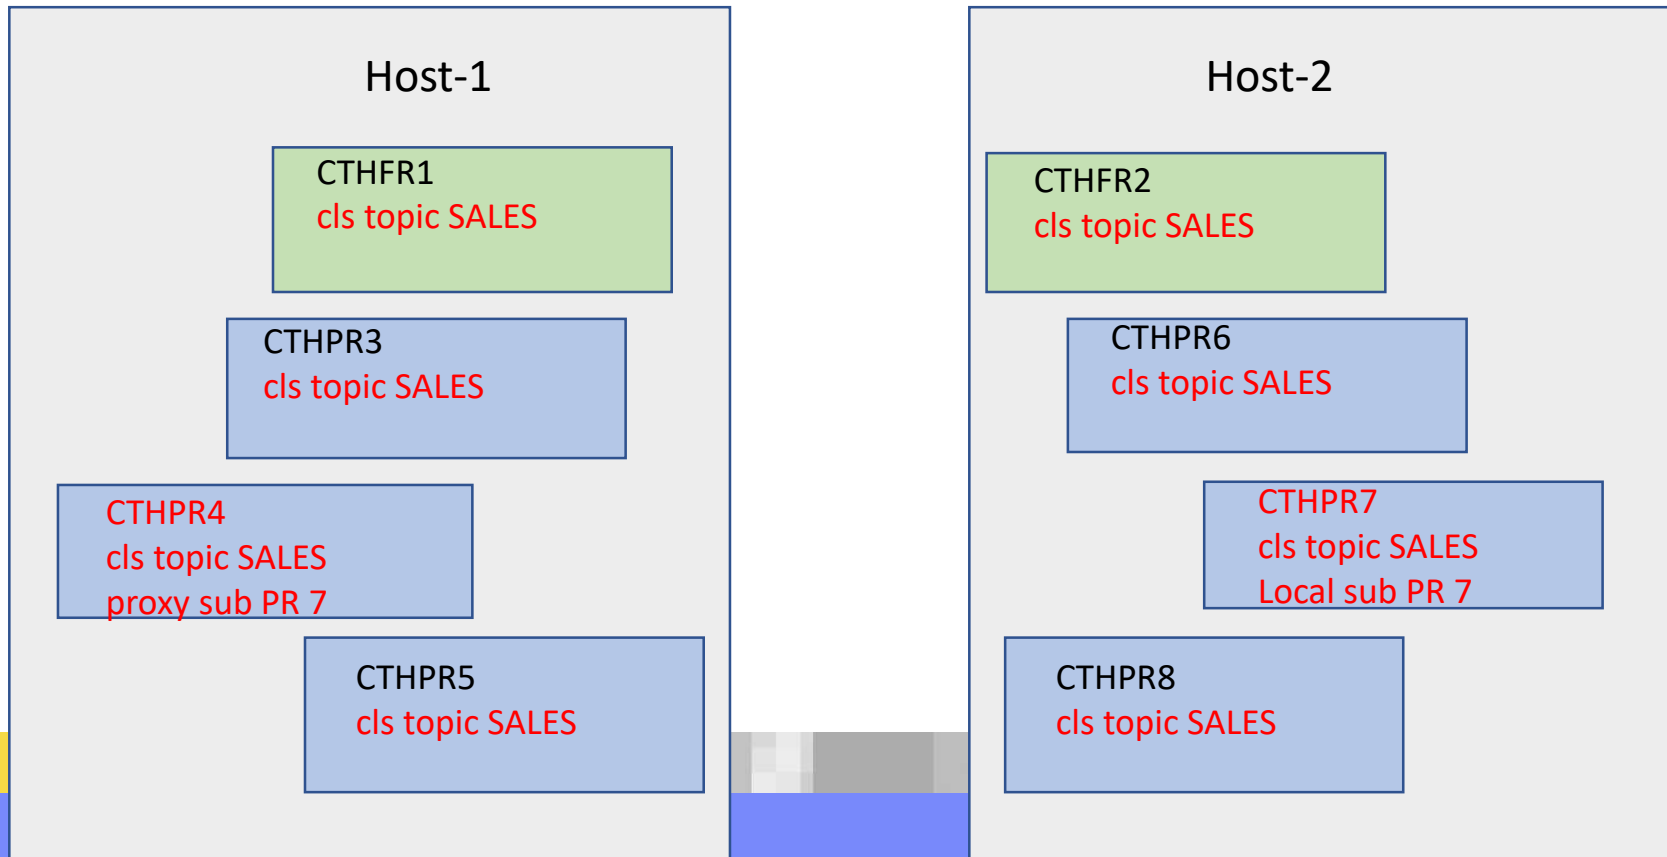 Host-1
CTHFR1
cls topic SALES
CTHPR3
cls topic SALES
CTHPR4
cls topic SALES
proxy sub PR 7
CTHPR5
cls topic SALES
Host-2
CTHFR2
cls topic SALES
CTHPR6
cls topic SALES
CTHPR7
cls topic SALES
Local sub PR 7
CTHPR8
cls topic SALES